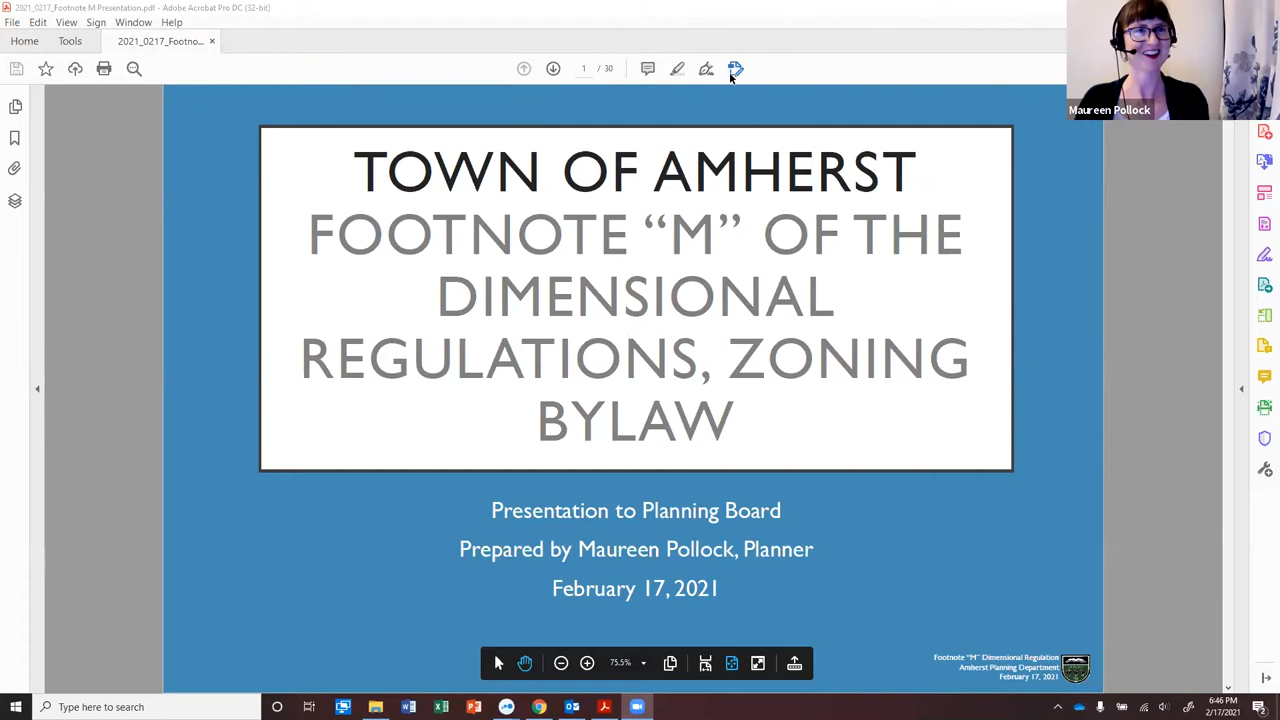 2021_0217_Footnote M Presentation.pdf - Adobe Acrobat Pro DC (32-bit)
File Edit View Sign Window Help
Home Tools 2021_0217_Footno... ×
1 / 30
Maureen Pollock
TOWN OF AMHERST
FOOTNOTE “M” OF THE
DIMENSIONAL
REGULATIONS, ZONING
BYLAW
Presentation to Planning Board
Prepared by Maureen Pollock, Planner
February 17, 2021
75.5%
Footnote “M” Dimensional Regulation
Amherst Planning Department
February 17, 2021
Type here to search
6:46 PM
2/17/2021